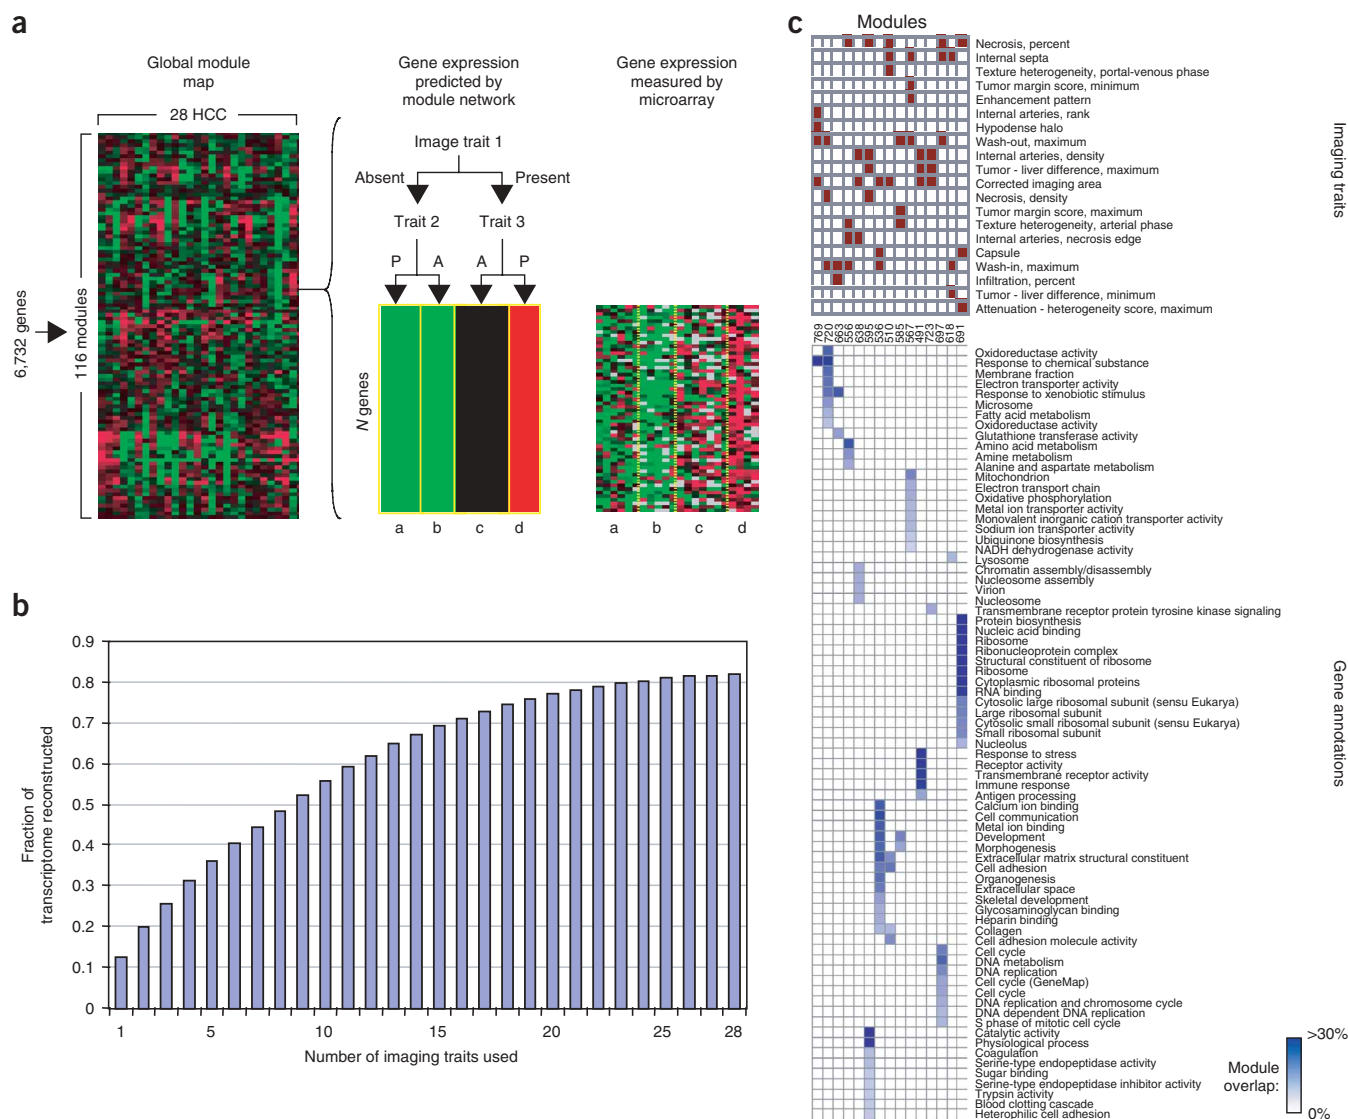 a
Global module
map
28 HCC
6,732 genes
116 modules
Gene expression
predicted by
module network
Image trait 1
Absent
Present
Trait 2
Trait 3
P
A
A
P
N genes
a
b
c
d
Gene expression
measured by
microarray
a
b
c
d
b
Fraction of
transcriptome reconstructed
0.9
0.8
0.7
0.6
0.5
0.4
0.3
0.2
0.1
0
1
5
10
15
20
25
28
Number of imaging traits used
c
Modules
Necrosis, percent
Internal septa
Texture heterogeneity, portal-venous phase
Tumor margin score, minimum
Enhancement pattern
Internal arteries, rank
Hypodense halo
Wash-out, maximum
Internal arteries, density
Tumor - liver difference, maximum
Corrected imaging area
Necrosis, density
Tumor margin score, maximum
Texture heterogeneity, arterial phase
Internal arteries, necrosis edge
Capsule
Wash-in, maximum
Infiltration, percent
Tumor - liver difference, minimum
Attenuation - heterogeneity score, maximum
Imaging traits
769
720
663
556
638
595
536
510
585
597
491
723
697
618
691
Oxidoreductase activity
Response to chemical substance
Membrane fraction
Electron transporter activity
Response to xenobiotic stimulus
Microsome
Fatty acid metabolism
Oxidoreductase activity
Glutathione transferase activity
Amino acid metabolism
Amine metabolism
Alanine and aspartate metabolism
Mitochondrion
Electron transport chain
Oxidative phosphorylation
Metal ion transporter activity
Monovalent inorganic cation transporter activity
Sodium ion transporter activity
Ubiquinone biosynthesis
NADH dehydrogenase activity
Lysosome
Chromatin assembly/disassembly
Nucleosome assembly
Virion
Nucleosome
Transmembrane receptor protein tyrosine kinase signaling
Protein biosynthesis
Nucleic acid binding
Ribosome
Ribonucleoprotein complex
Structural constituent of ribosome
Ribosome
Cytoplasmic ribosomal proteins
RNA binding
Cytosolic large ribosomal subunit (sensu Eukarya)
Large ribosomal subunit
Cytosolic small ribosomal subunit (sensu Eukarya)
Small ribosomal subunit
Nucleolus
Response to stress
Receptor activity
Transmembrane receptor activity
Immune response
Antigen processing
Calcium ion binding
Cell communication
Metal ion binding
Development
Morphogenesis
Extracellular matrix structural constituent
Cell adhesion
Organogenesis
Extracellular space
Skeletal development
Glycosaminoglycan binding
Heparin binding
Collagen
Cell adhesion molecule activity
Cell cycle
DNA metabolism
DNA replication
Cell cycle (GeneMap)
Cell cycle
DNA replication and chromosome cycle
DNA dependent DNA replication
S phase of mitotic cell cycle
Catalytic activity
Physiological process
Coagulation
Serine-type endopeptidase activity
Sugar binding
Serine-type endopeptidase inhibitor activity
Trypsin activity
Blood clotting cascade
Heterophilic cell adhesion
Gene annotations
Module
overlap:
>30%
0%